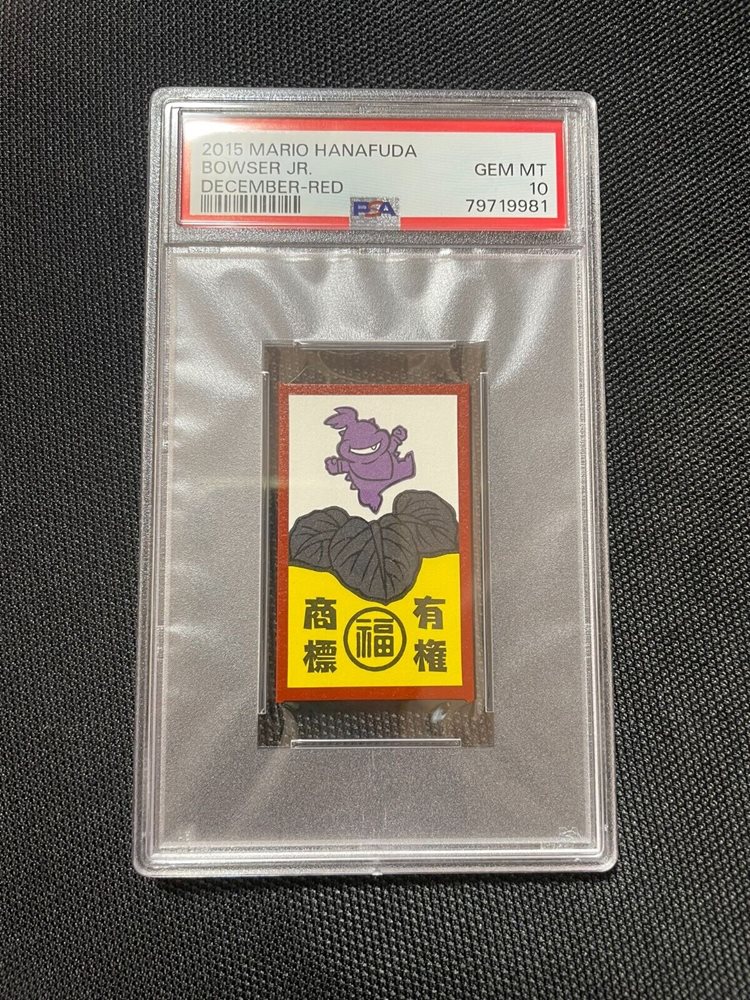 2015 MARIO HANAFUDA
BOWSER JR.
DECEMBER-RED
GEM MT
10
79719981
PSA
商標
福
有権